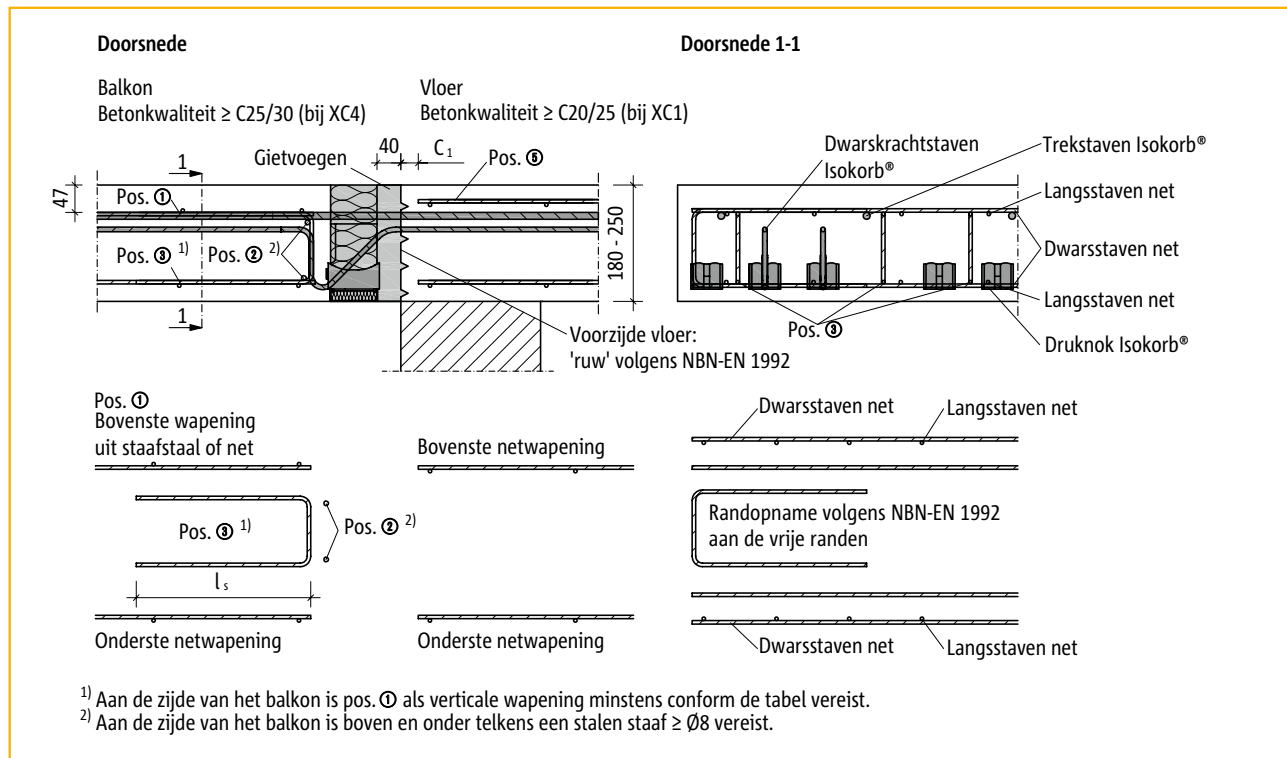 Doorsnede
Doorsnede 1-1
Balkon
Betonkwaliteit ≥ C25/30 (bij XC4)
Vloer
Betonkwaliteit ≥ C20/25 (bij XC1)
1
Gietvoegen
40
C1
Pos. ⑤
Dwarskrachtstaven
Isokorb®
Trekstaven Isokorb®
47
Pos. ①
Langsstaven net
Pos. ③ 1)
Pos. ② 2)
180 - 250
Dwarsstaven net
Langsstaven net
1
Pos. ③
Voorzijde vloer:
'ruw' volgens NBN-EN 1992
Druknok Isokorb®
Pos. ①
Bovenste wapening
uit staafstaal of net
Bovenste netwapening
Dwarsstaven net
Langsstaven net
Pos. ③ 1)
Pos. ② 2)
Randopname volgens NBN-EN 1992
aan de vrije randen
ls
Onderste netwapening
Onderste netwapening
Dwarsstaven net
Langsstaven net
1) Aan de zijde van het balkon is pos. ① als verticale wapening minstens conform de tabel vereist.
2) Aan de zijde van het balkon is boven en onder telkens een stalen staaf ≥ Ø8 vereist.